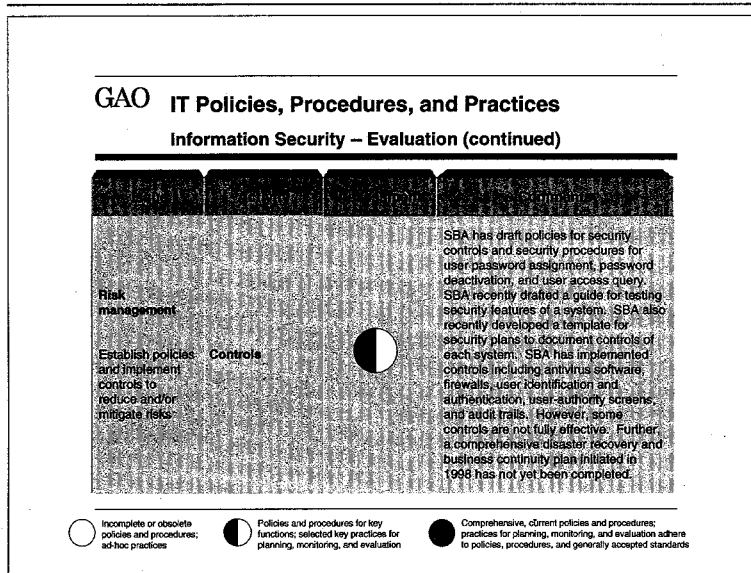 GAO IT Policies, Procedures, and Practices
Information Security – Evaluation (continued)
Risk
management
Establish policies
and implement
controls to
reduce and/or
mitigate risks
Controls
SBA has draft policies for security
controls and security procedures for
user password assignment, password
deactivation, and user access query.
SBA recently drafted a guide for testing
security features of a system. SBA also
recently developed a template for
security plans to document controls of
each system. SBA has implemented
controls including antivirus software,
firewalls, user identification and
authentication, user-authority screens,
and audit trails. However, some
controls are not fully effective. Further,
a comprehensive disaster recovery and
business continuity plan initiated in
1998 has not yet been completed.
Incomplete or obsolete
policies and procedures;
ad-hoc practices
Policies and procedures for key
functions; selected key practices for
planning, monitoring, and evaluation
Comprehensive, current policies and procedures;
practices for planning, monitoring, and evaluation adhere
to policies, procedures, and generally accepted standards